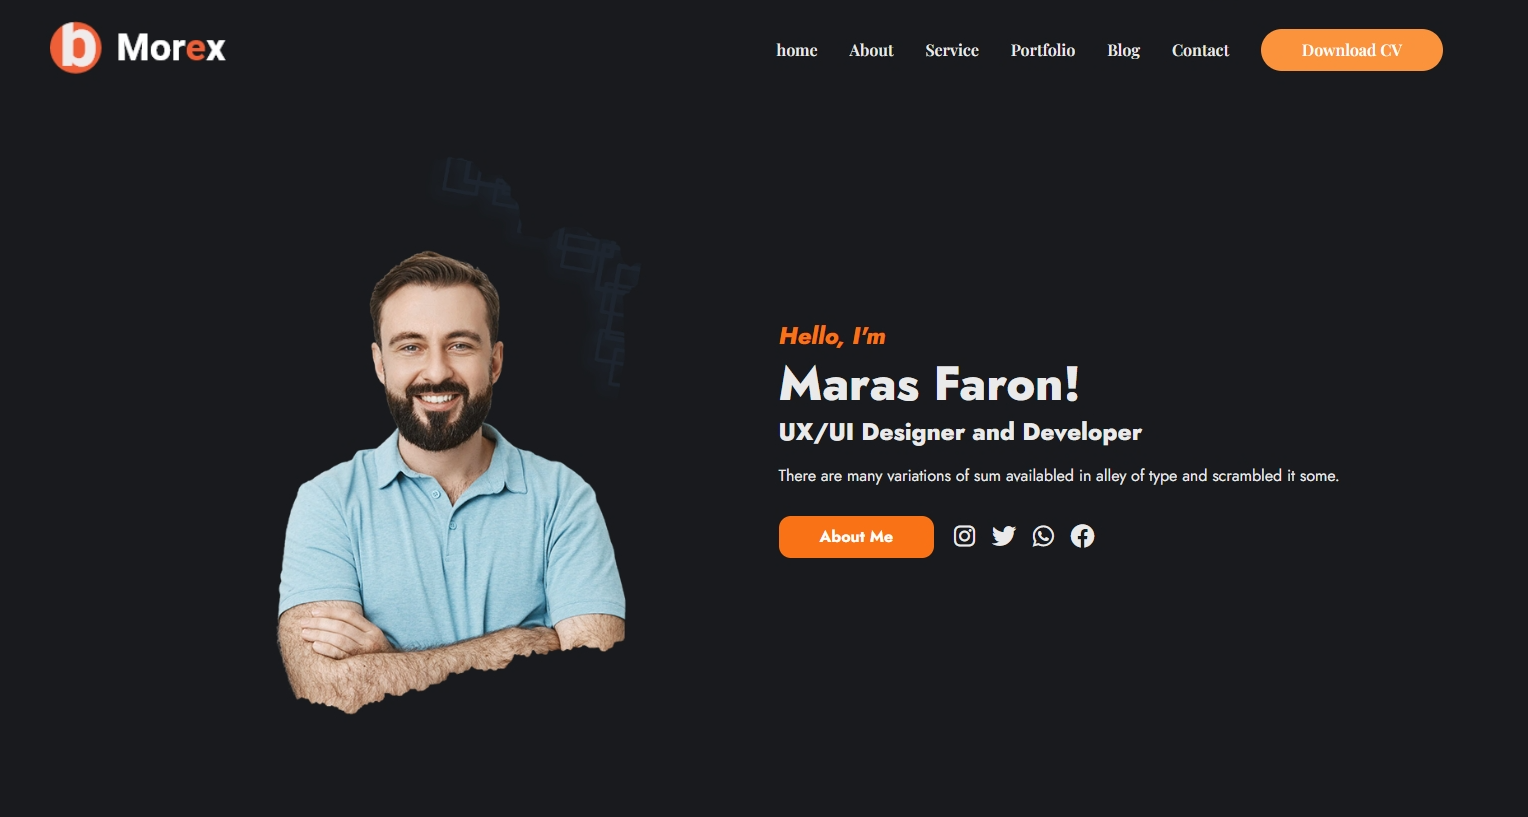 b Morex
home About Service Portfolio Blog Contact Download CV
Hello, I'm
Maras Faron!
UX/UI Designer and Developer
There are many variations of sum availabled in alley of type and scrambled it some.
About Me